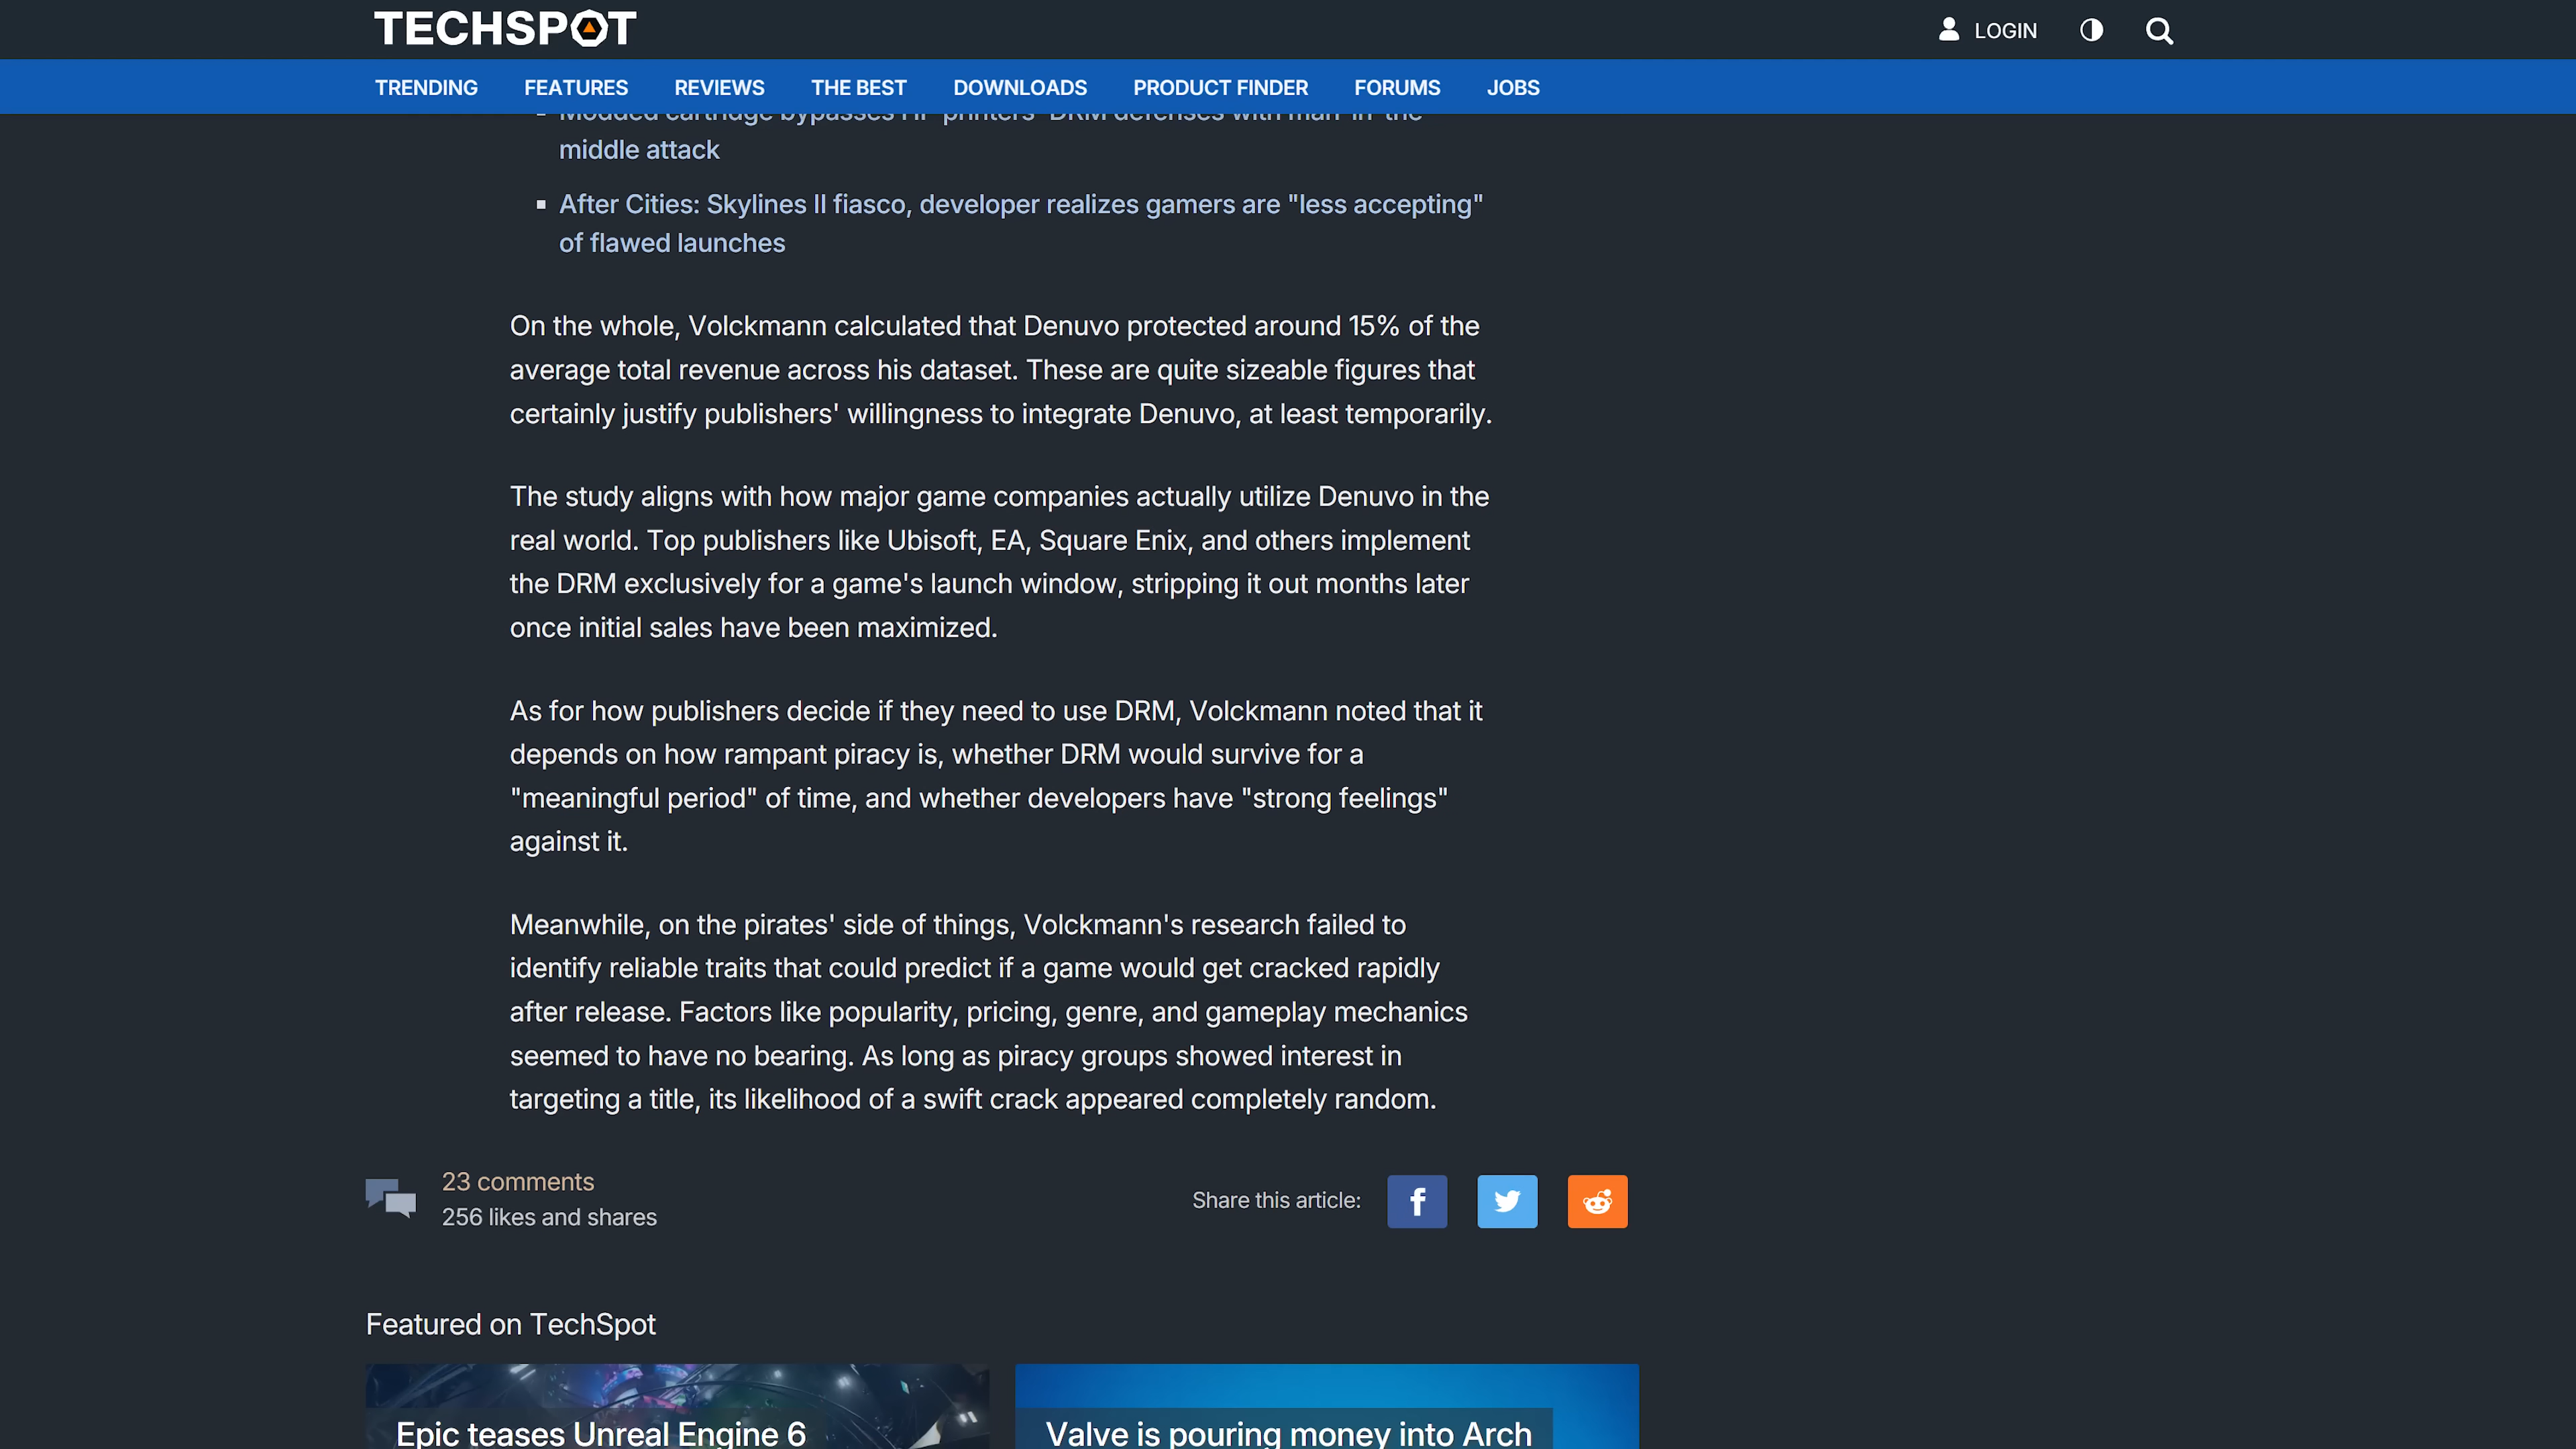 TECHSPOT
LOGIN
TRENDING FEATURES REVIEWS THE BEST DOWNLOADS PRODUCT FINDER FORUMS JOBS
Modded cartridge bypasses HP printers' DRM defenses with man-in-the
middle attack
After Cities: Skylines II fiasco, developer realizes gamers are "less accepting"
of flawed launches
On the whole, Volckmann calculated that Denuvo protected around 15% of the
average total revenue across his dataset. These are quite sizeable figures that
certainly justify publishers' willingness to integrate Denuvo, at least temporarily.
The study aligns with how major game companies actually utilize Denuvo in the
real world. Top publishers like Ubisoft, EA, Square Enix, and others implement
the DRM exclusively for a game's launch window, stripping it out months later
once initial sales have been maximized.
As for how publishers decide if they need to use DRM, Volckmann noted that it
depends on how rampant piracy is, whether DRM would survive for a
"meaningful period" of time, and whether developers have "strong feelings"
against it.
Meanwhile, on the pirates' side of things, Volckmann's research failed to
identify reliable traits that could predict if a game would get cracked rapidly
after release. Factors like popularity, pricing, genre, and gameplay mechanics
seemed to have no bearing. As long as piracy groups showed interest in
targeting a title, its likelihood of a swift crack appeared completely random.
23 comments
256 likes and shares
Share this article:
Featured on TechSpot
Epic teases Unreal Engine 6
Valve is pouring money into Arch